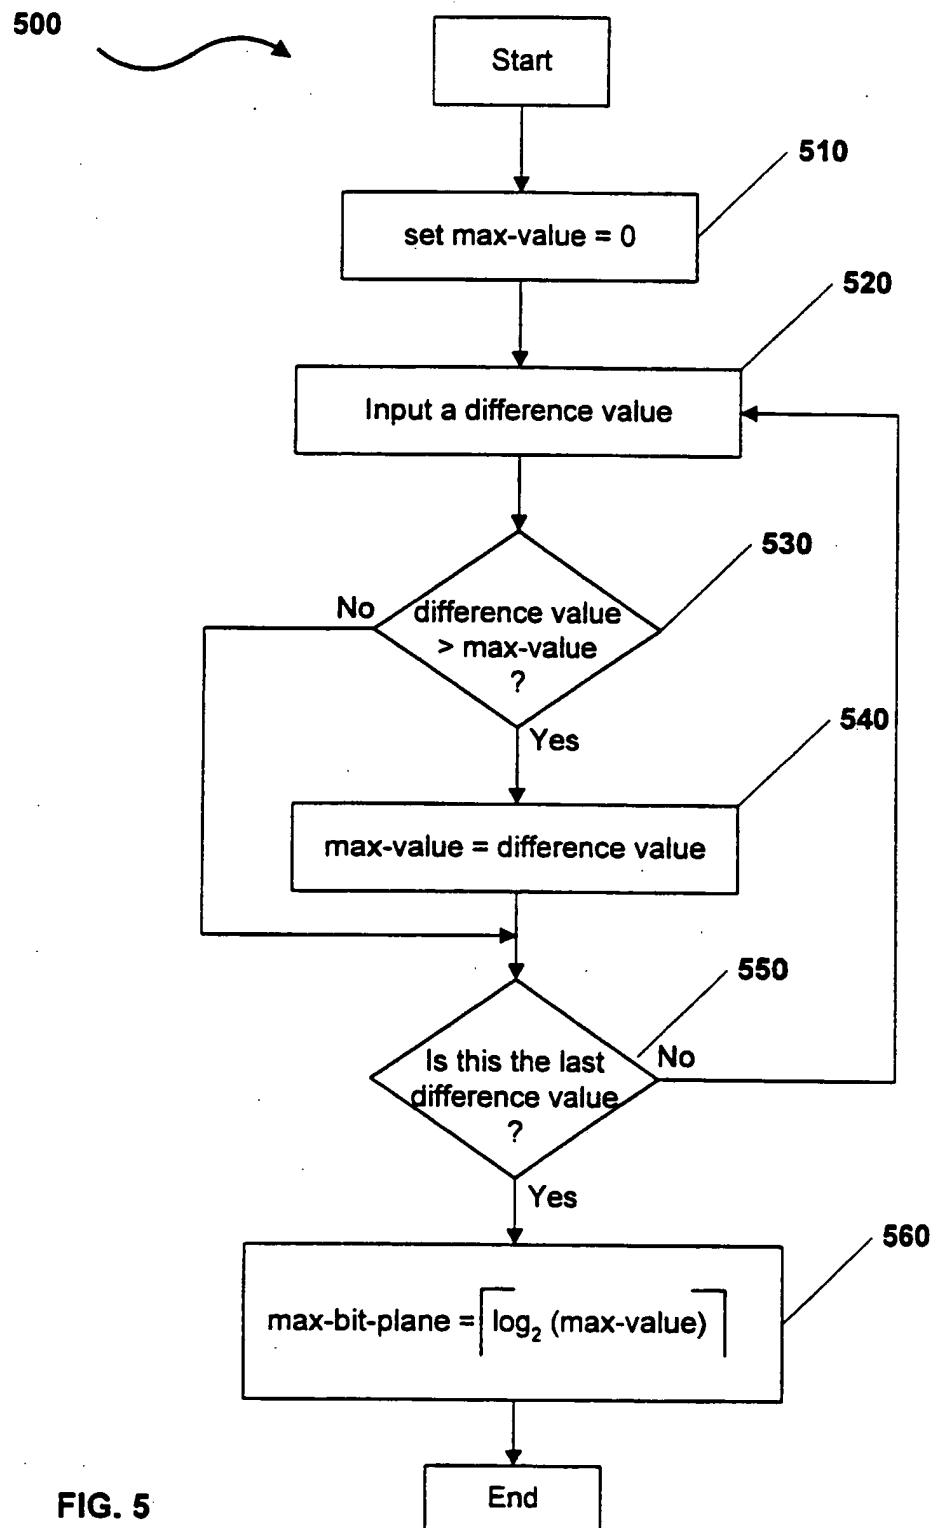 500
Start
510
set max-value = 0
520
Input a difference value
530
No
difference value
> max-value
?
Yes
540
max-value = difference value
550
Is this the last
difference value
?
No
Yes
560
max-bit-plane = ⌈log₂ (max-value)⌉
End
FIG. 5